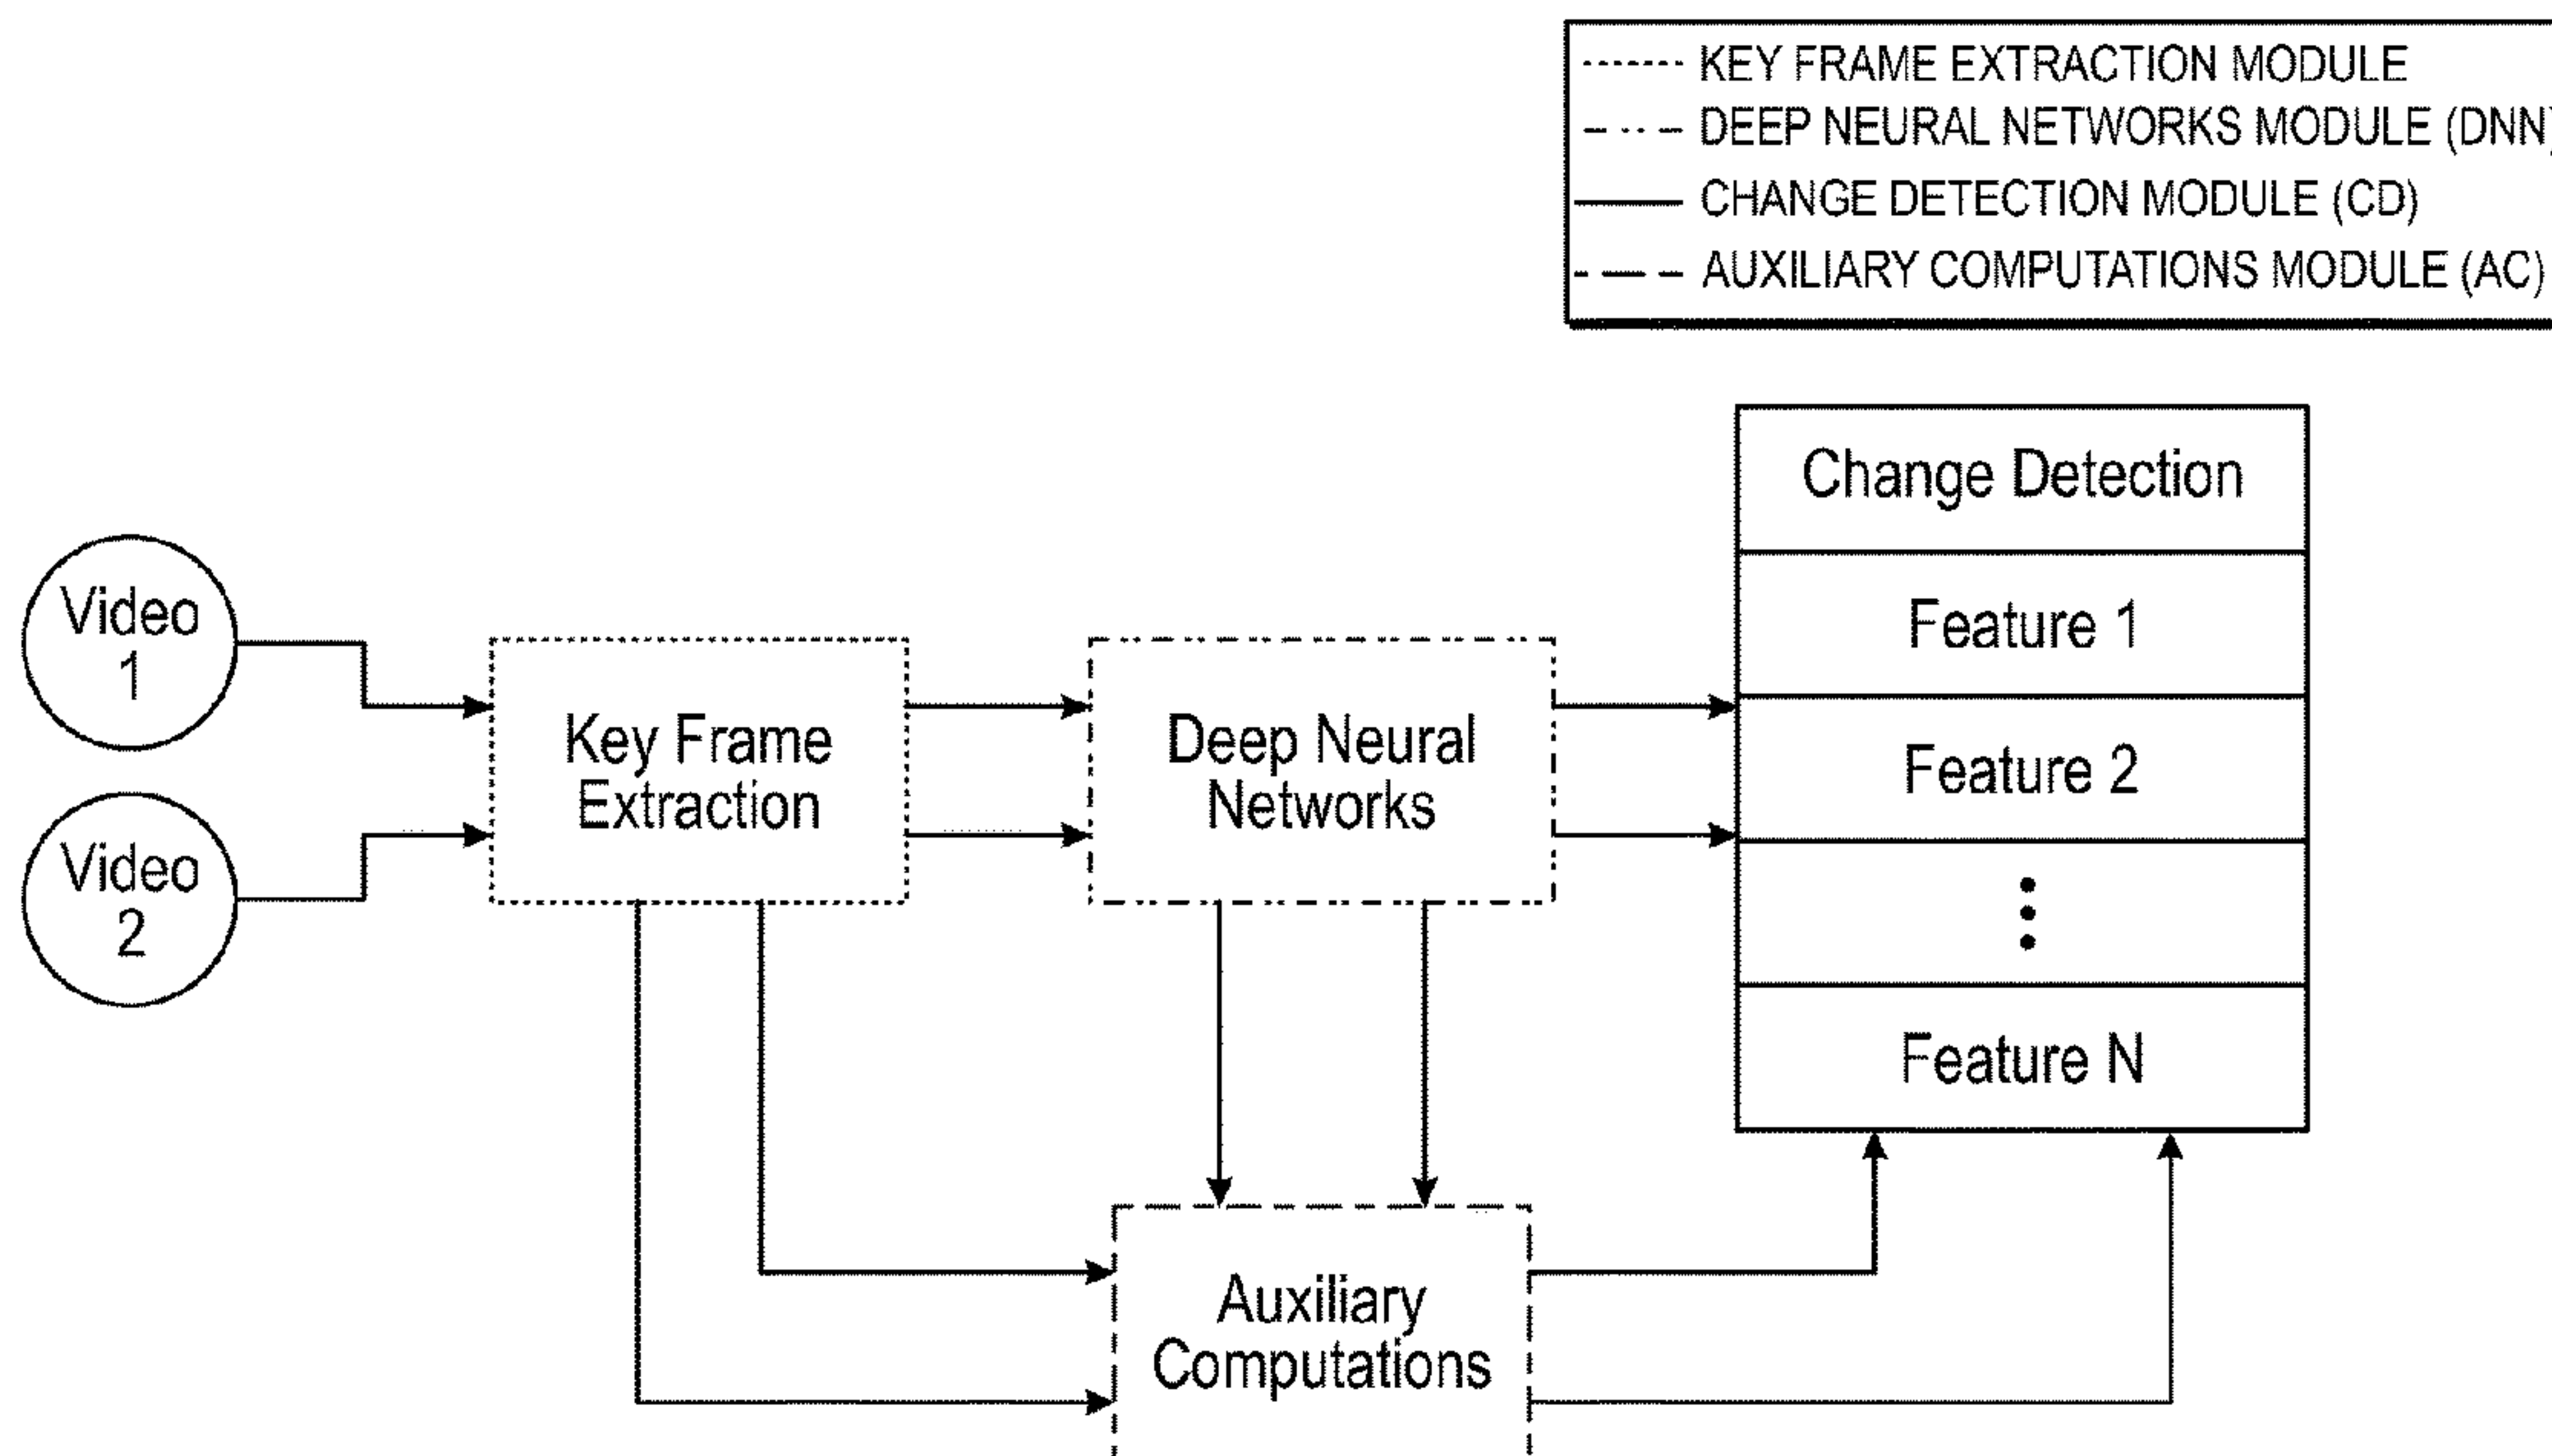 KEY FRAME EXTRACTION MODULE
DEEP NEURAL NETWORKS MODULE (DNN)
CHANGE DETECTION MODULE (CD)
AUXILIARY COMPUTATIONS MODULE (AC)
Change Detection
Video
1
Feature 1
Key Frame
Extraction
Deep Neural
Networks
Feature 2
Video
2
Feature N
Auxiliary
Computations